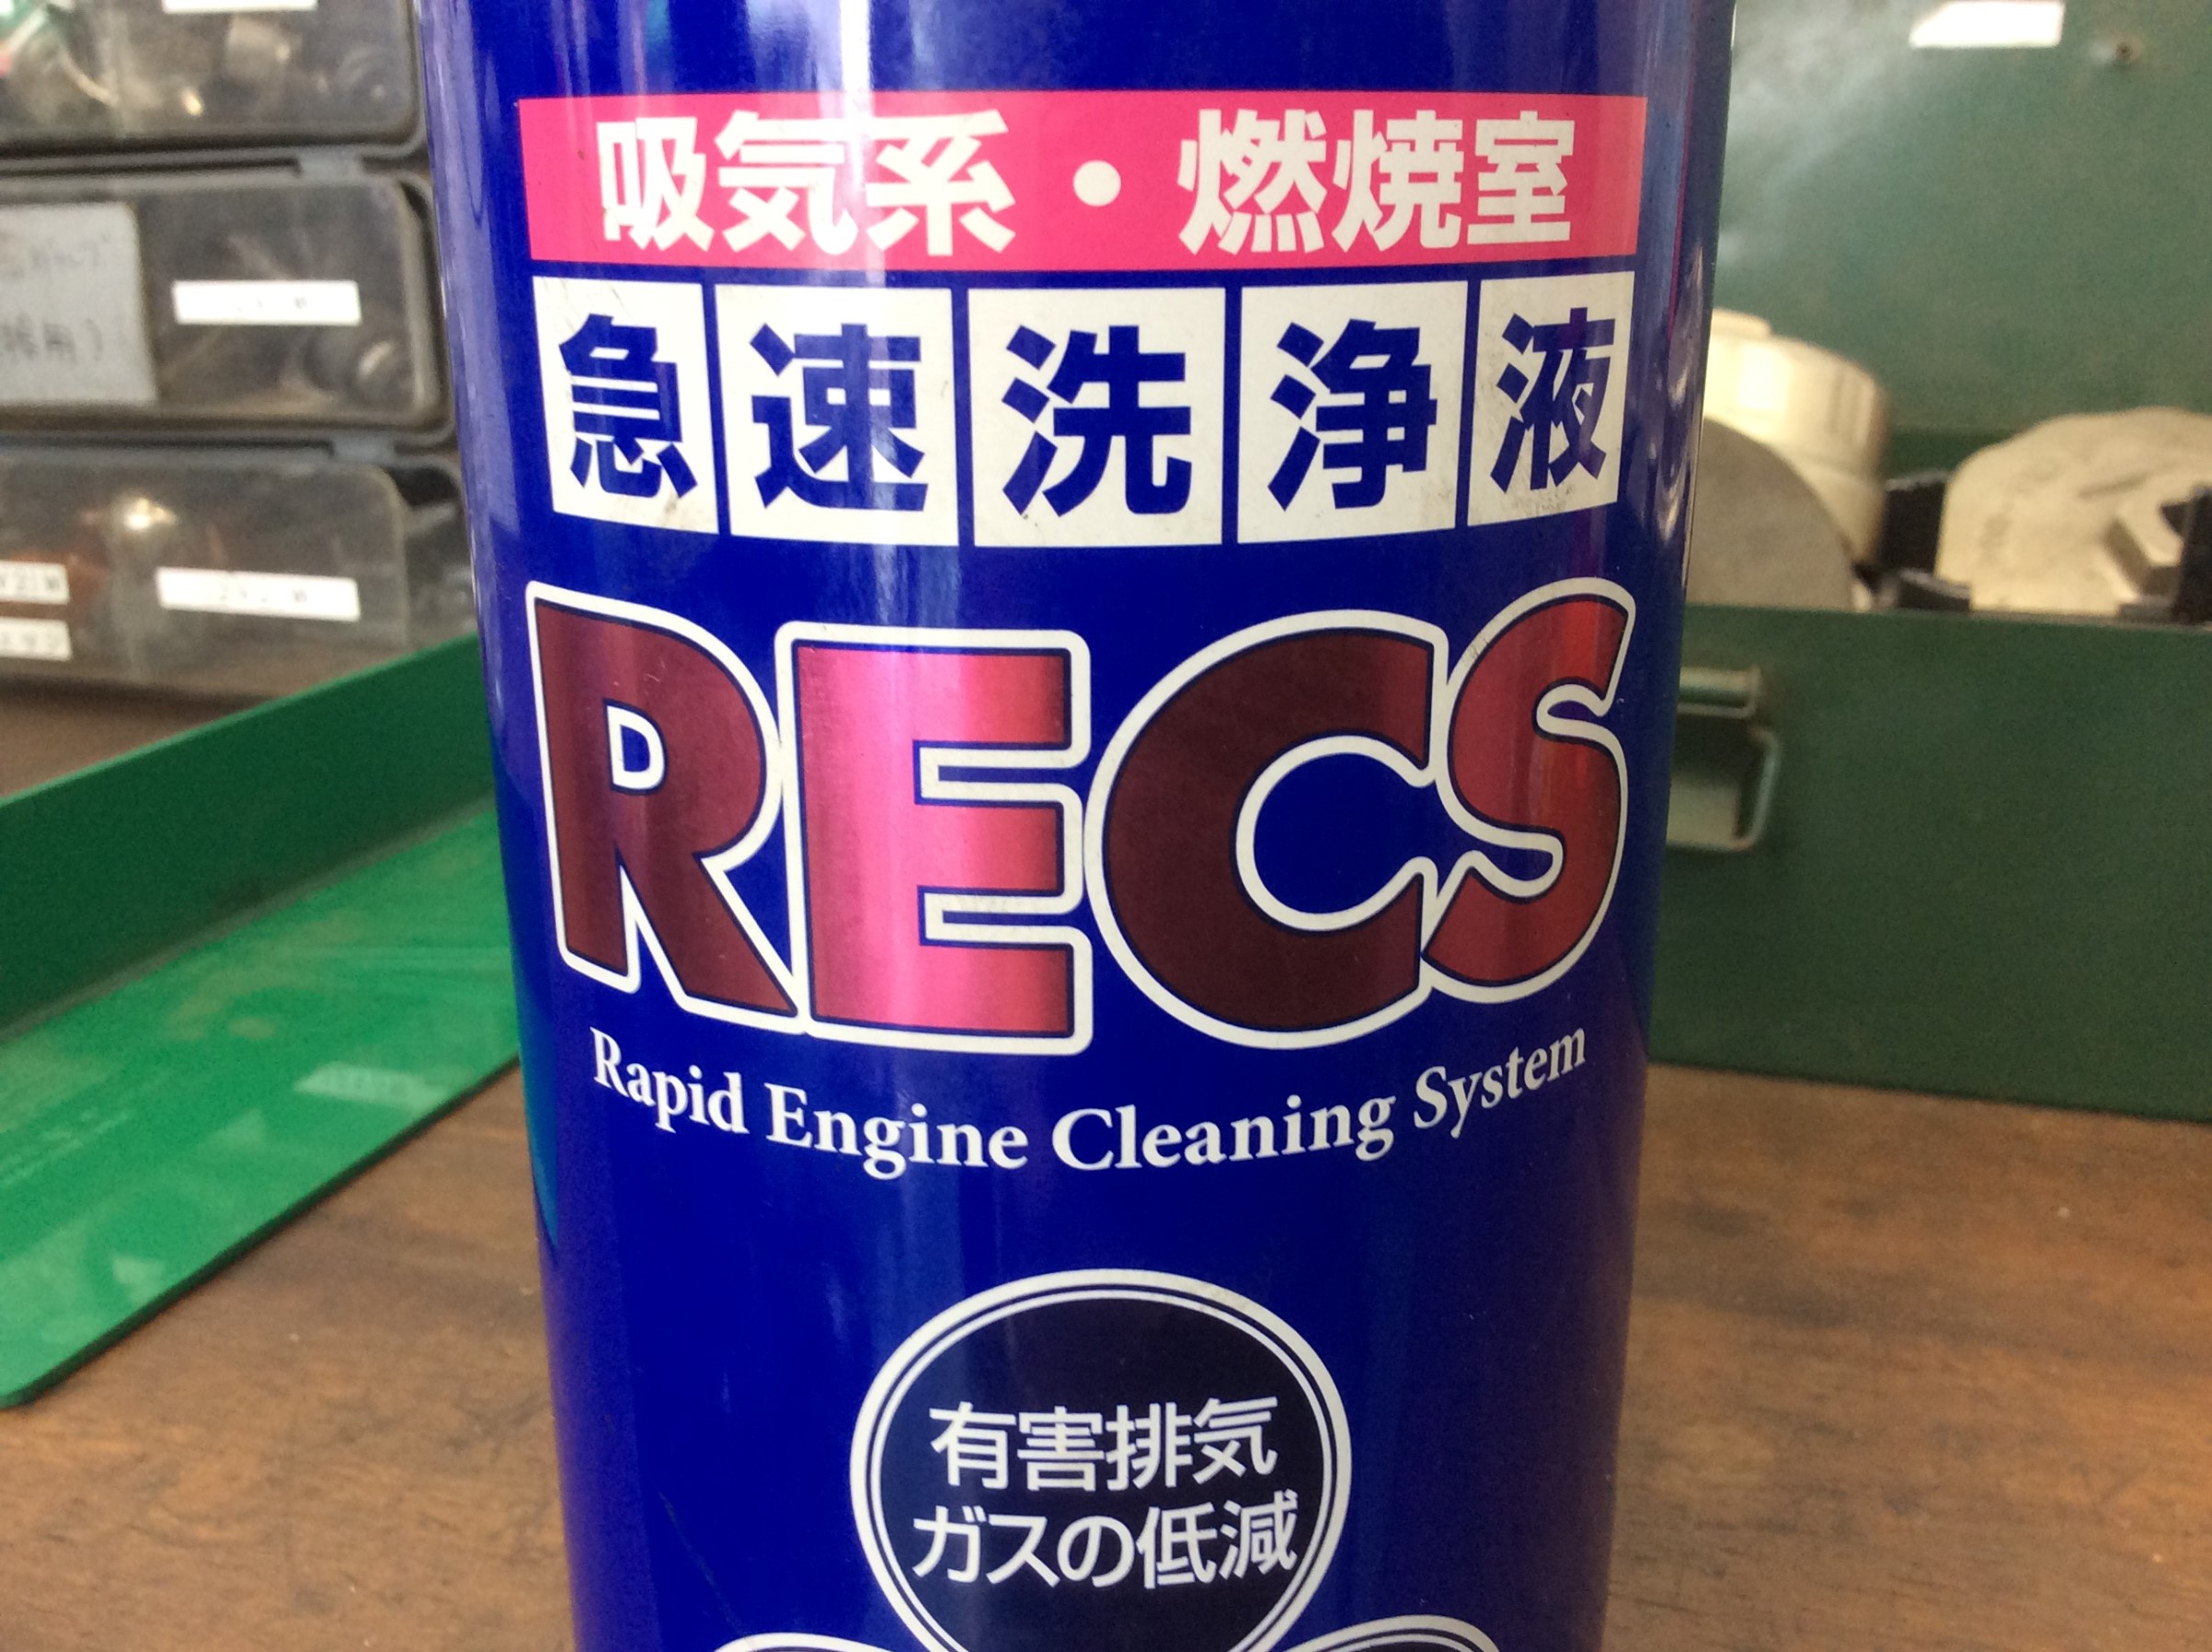 吸気系・燃焼室
急速洗浄液
RECS
Rapid Engine Cleaning System
有害排気
ガスの低減